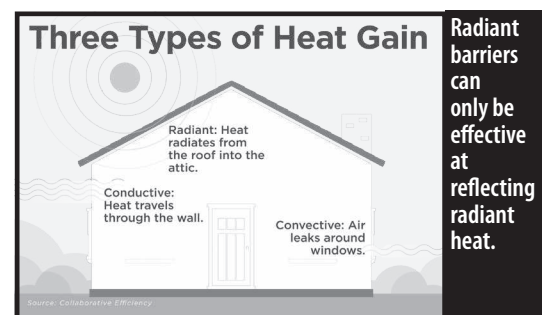 Three Types of Heat Gain
Radiant: Heat
radiates from
the roof into the
attic.
Conductive:
Heat travels
through the wall.
Convective: Air
leaks around
windows.
Source: Collaborative Efficiency
Radiant
barriers
can
only be
effective
at
reflecting
radiant
heat.